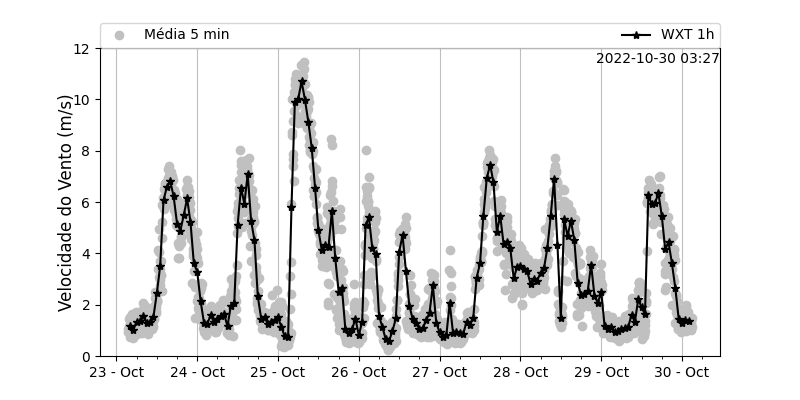 Média 5 min
WXT 1h
2022-10-30 03:27
Velocidade do Vento (m/s)
12
10
8
6
4
2
0
23 - Oct
24 - Oct
25 - Oct
26 - Oct
27 - Oct
28 - Oct
29 - Oct
30 - Oct